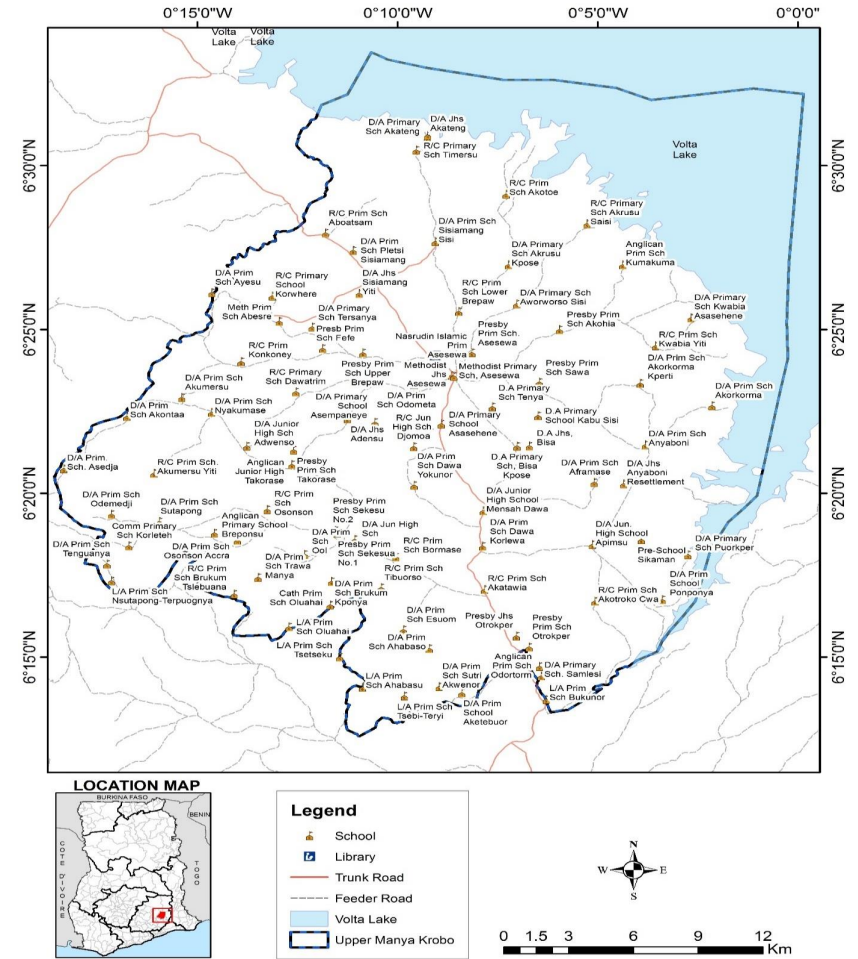 0°15'0"W
0°10'0"W
0°5'0"W
0°0'0"
Volta
Lake
Volta
Lake
6°30'0"N
6°30'0"N
6°25'0"N
6°25'0"N
6°20'0"N
6°20'0"N
6°15'0"N
6°15'0"N
D/A Primary
Sch Akateng
D/A Jhs
Akateng
R/C Primary
Sch Timersu
Volta
Lake
R/C Prim
Sch Akotoe
R/C Primary
Sch Akrusu
Saisi
R/C Prim Sch
Aboatsam
D/A Prim Sch
Sisiamang
Sisi
D/A Prim
Sch Pletsi
Sisiamang
D/A Primary
Sch Akrusu
Kpose
Anglican
Prim Sch
Kumakuma
D/A Prim
Sch Ayesu
R/C Primary
School
Korwhere
D/A Jhs
Sisiamang
Yiti
R/C Prim
Sch Lower
Brepaw
D/A Primary Sch
Aworworso Sisi
D/A Primary
Sch Kwabia
Asasehene
Meth Prim
Sch Abesre
D/A Primary
Sch Tersanya
Presb Prim
Sch Fefe
Presby
Prim Sch.
Asesewa
Presby Prim
Sch Akohia
R/C Prim Sch
Kwabia Yiti
Nasrudin Islamic
Prim
Asesewa
R/C Prim
Konkoney
Presby Prim
Sch Upper
Brepaw
Methodist
Jhs
Asesewa
Methodist Primary
Sch, Asesewa
Presby Prim
Sch Sawa
D/A Prim Sch
Akorkorma
Kperti
D/A Prim Sch
Akumersu
R/C Primary
Sch Dawatrim
D.A Primary
Sch Tenya
D/A Prim Sch
Akorkorma
D/A Prim
Sch Akontaa
D/A Prim Sch
Nyakumase
D/A Primary
School
Asempaneye
D/A Prim
Sch Odometa
D/A Jhs
Adensu
R/C Jun
High Sch.
Djomoa
D/A Primary
School
Asasehene
D.A Primary
School Kabu Sisi
D/A Junior
High Sch
Adwenso
D.A Jhs,
Bisa
D/A Prim Sch
Anyaboni
D/A Prim.
Sch. Asedja
R/C Prim Sch.
Akumersu Yiti
Anglican
Junior High
Takorase
Presby
Prim Sch
Takorase
D/A Prim
Sch Dawa
Yokunor
D.A Primary
Sch, Bisa
Kpose
D/A Prim Sch
Aframase
D/A Jhs
Anyaboni
Resettlement
D/A Prim Sch
Odemedji
D/A Prim Sch
Sutapong
R/C
Prim
Sch
Osonson
D/A Junior
High School
Mensah Dawa
Comm Primary
Sch Korleteh
Anglican
Primary School
Breponsu
Presby Prim
Sch Sekesu
No.2
D/A Jun High
Sch
D/A Prim
Sch
Ool
D/A Prim
Sch Dawa
Korlewa
D/A Jun.
High School
Apimsu
D/A Primary
Sch Puorkper
D/A Prim Sch
Tenguanya
D/A Prim Sch
Osonson Accra
Presby Prim
Sch Sekesua
No.1
R/C Prim
Sch Bormase
Pre-School
Sikaman
D/A Prim
Sch Trawa
Manya
R/C Prim
Sch Brukum
Tslebuana
R/C Prim Sch
Tiburoso
D/A Prim
School
Ponponya
L/A Prim Sch
Nsutapong-Terpuognya
Cath Prim
Sch Oluahai
D/A Prim
Sch Brukum
Kponya
R/C Prim Sch
Akatawia
R/C Prim Sch
Akotroko Cwa
L/A Prim
Sch Oluahai
D/A Prim
Sch Esuom
Presby Jhs
Otrokper
Presby
Prim Sch
Otrokper
L/A Prim Sch
Tsetseku
D/A Prim
Sch Ahabaso
Anglican
Prim Sch
Odortorm
L/A Prim
Sch Ahabasu
D/A Prim
Sch Sutri
Akwenor
D/A Primary
Sch. Samlesi
L/A Prim Sch
Tsebi-Teryi
D/A Prim
School
Aketebuor
L/A Prim
Sch Bukunor
LOCATION MAP
BURKINA FASO
BENIN
COTE D'IVOIRE
TOGO
Legend
School
Library
Trunk Road
Feeder Road
Volta Lake
Upper Manya Krobo
N
W
E
S
0 1.5 3 6 9 12
Km